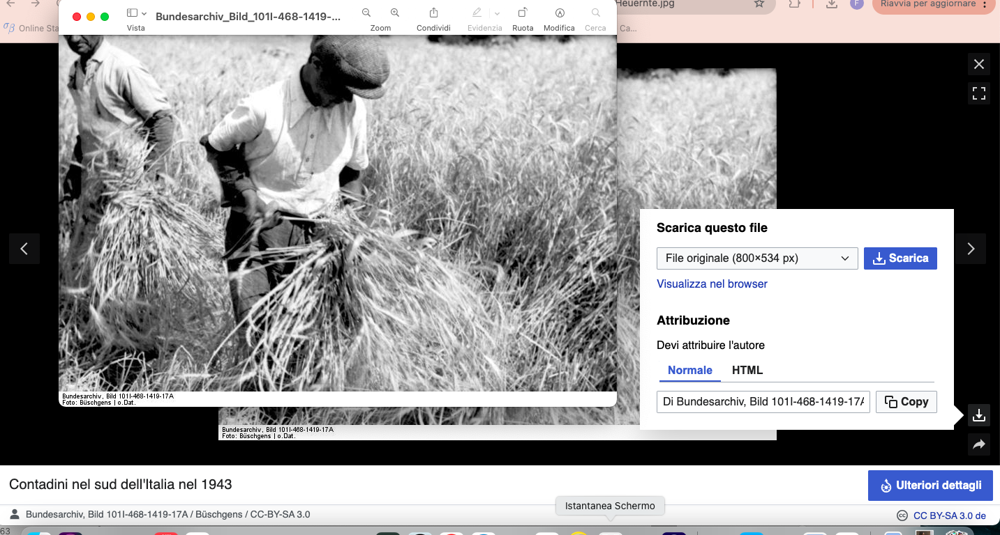 Heuernte.jpg
Riavvia per aggiornare
Bundesarchiv_Bild_101I-468-1419-...
Vista
Zoom
Condividi
Evidenzia
Ruota
Modifica
Cerca
σβ Online Sta
Ca...
F
Scarica questo file
File originale (800×534 px)
Scarica
Visualizza nel browser
Attribuzione
Devi attribuire l'autore
Normale
HTML
Di Bundesarchiv, Bild 101I-468-1419-17A
Copy
Bundesarchiv, Bild 101I-468-1419-17A
Foto: Büschgens | o.Dat.
Bundesarchiv, Bild 101I-468-1419-17A
Foto: Büschgens | o.Dat.
Contadini nel sud dell'Italia nel 1943
Ulteriori dettagli
Istantanea Schermo
Bundesarchiv, Bild 101I-468-1419-17A / Büschgens / CC-BY-SA 3.0
cc CC BY-SA 3.0 de
63